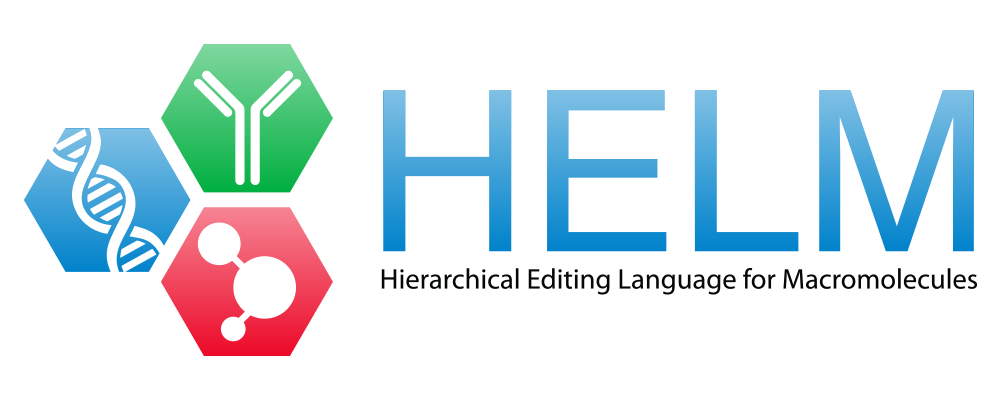 HELM
Hierarchical Editing Language for Macromolecules